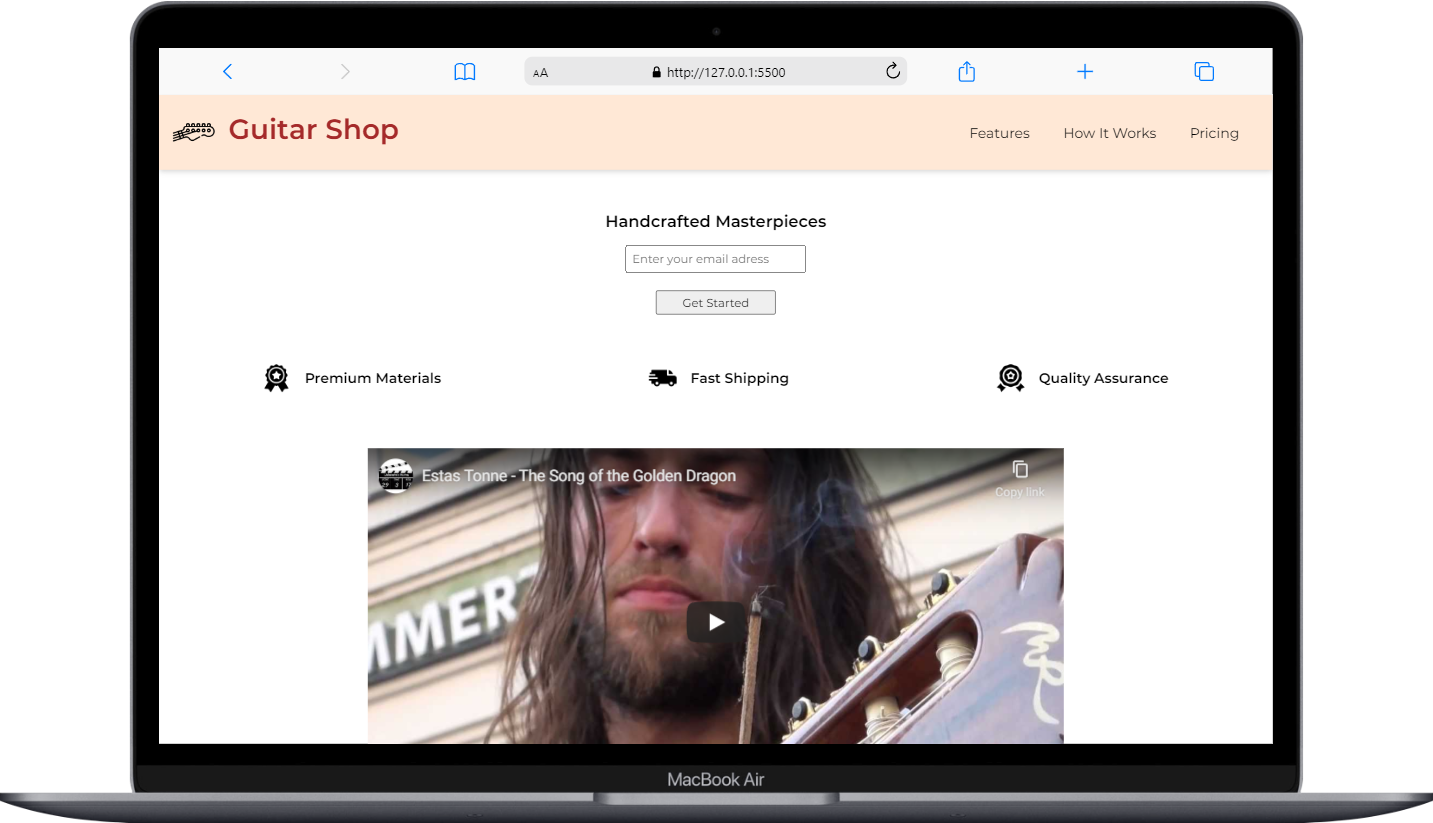 AA
http://127.0.0.1:5500
Guitar Shop
Features
How It Works
Pricing
Handcrafted Masterpieces
Enter your email adress
Get Started
Premium Materials
Fast Shipping
Quality Assurance
Estas Tonne - The Song of the Golden Dragon
Copy link
MMER
MacBook Air